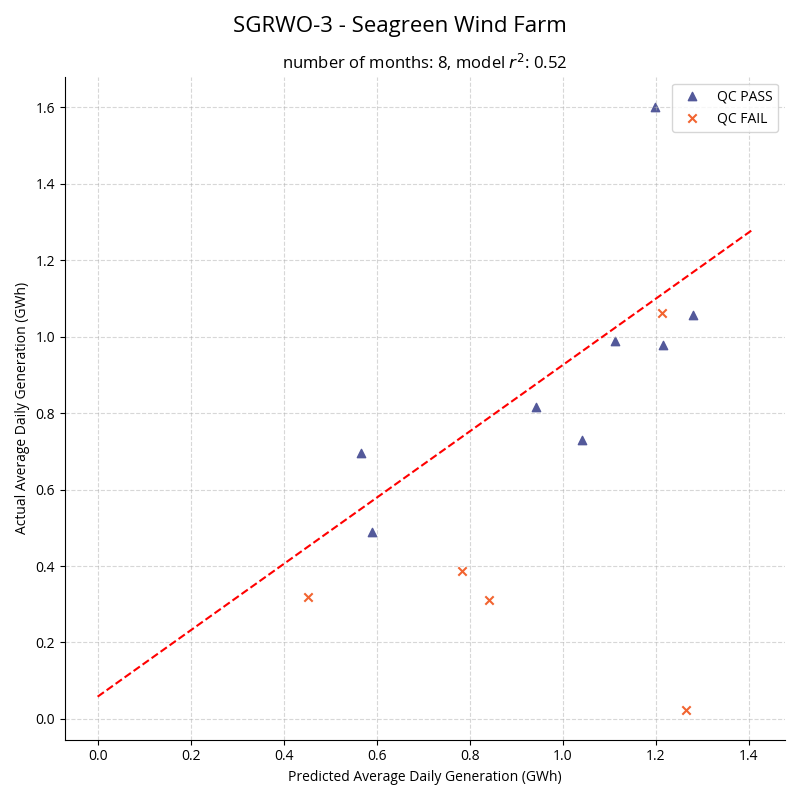 SGRWO-3 - Seagreen Wind Farm
number of months: 8, model r²: 0.52
QC PASS
QC FAIL
1.6
1.4
1.2
1.0
0.8
0.6
0.4
0.2
0.0
Actual Average Daily Generation (GWh)
0.0 0.2 0.4 0.6 0.8 1.0 1.2 1.4
Predicted Average Daily Generation (GWh)